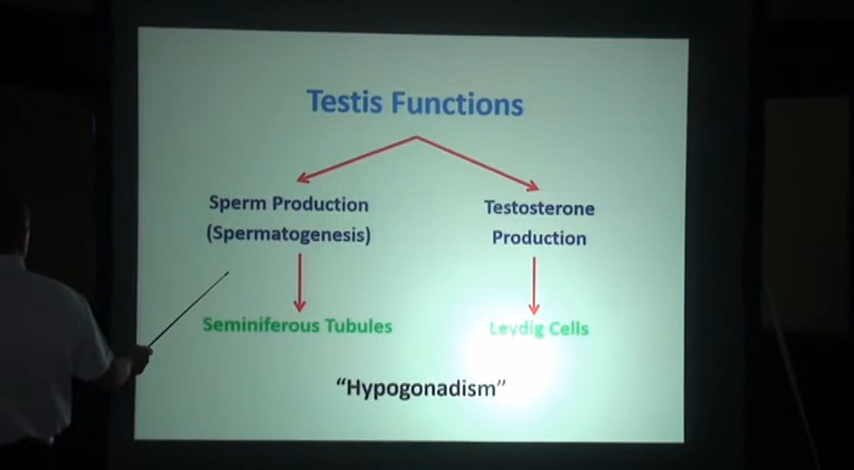 Testis Functions
Sperm Production
(Spermatogenesis)
Testosterone
Production
Seminiferous Tubules
Leydig Cells
“Hypogonadism”